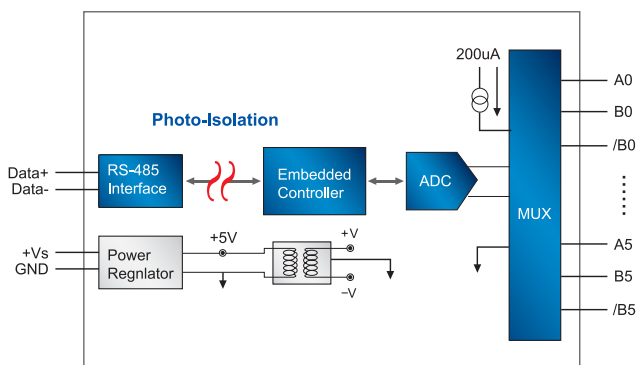 200uA
A0
B0
/B0
Photo-Isolation
Data+
Data-
RS-485
Interface
Embedded
Controller
ADC
MUX
......
A5
B5
/B5
+Vs
GND
Power
Regnlator
+5V
+V
−V